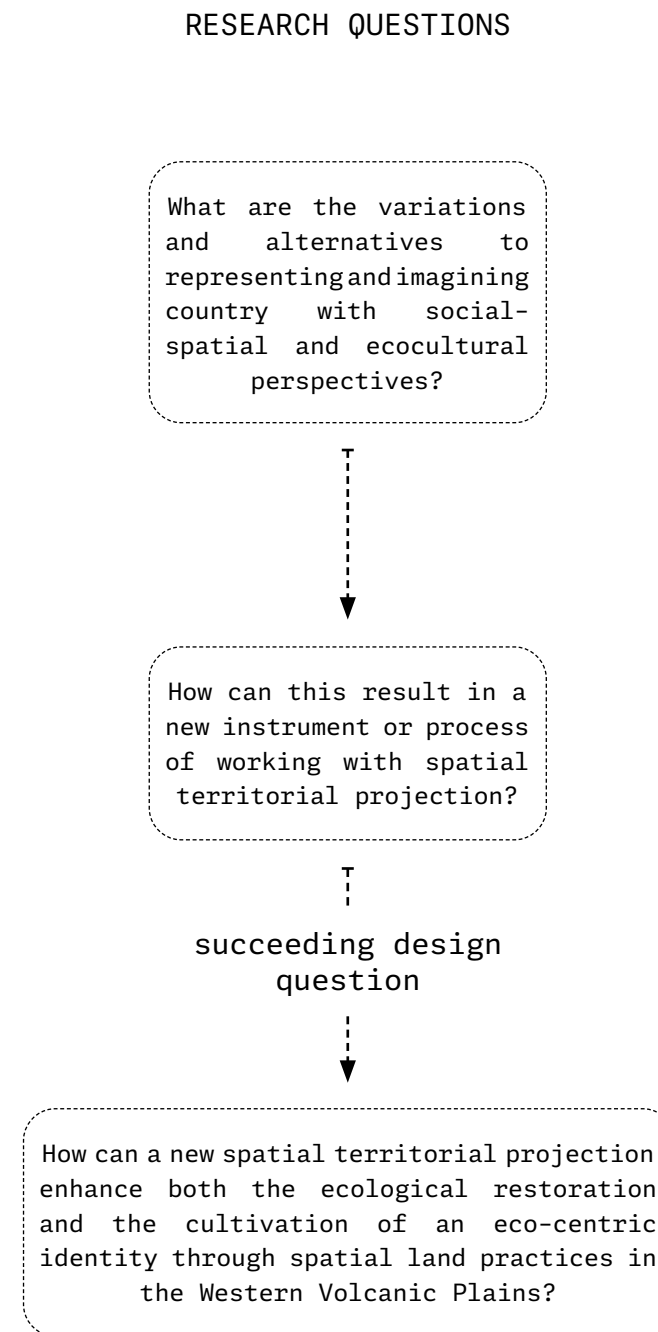 RESEARCH QUESTIONS
What are the variations
and alternatives to
representing and imagining
country with social-
spatial and ecocultural
perspectives?
How can this result in a
new instrument or process
of working with spatial
territorial projection?
succeeding design
question
How can a new spatial territorial projection
enhance both the ecological restoration
and the cultivation of an eco-centric
identity through spatial land practices in
the Western Volcanic Plains?